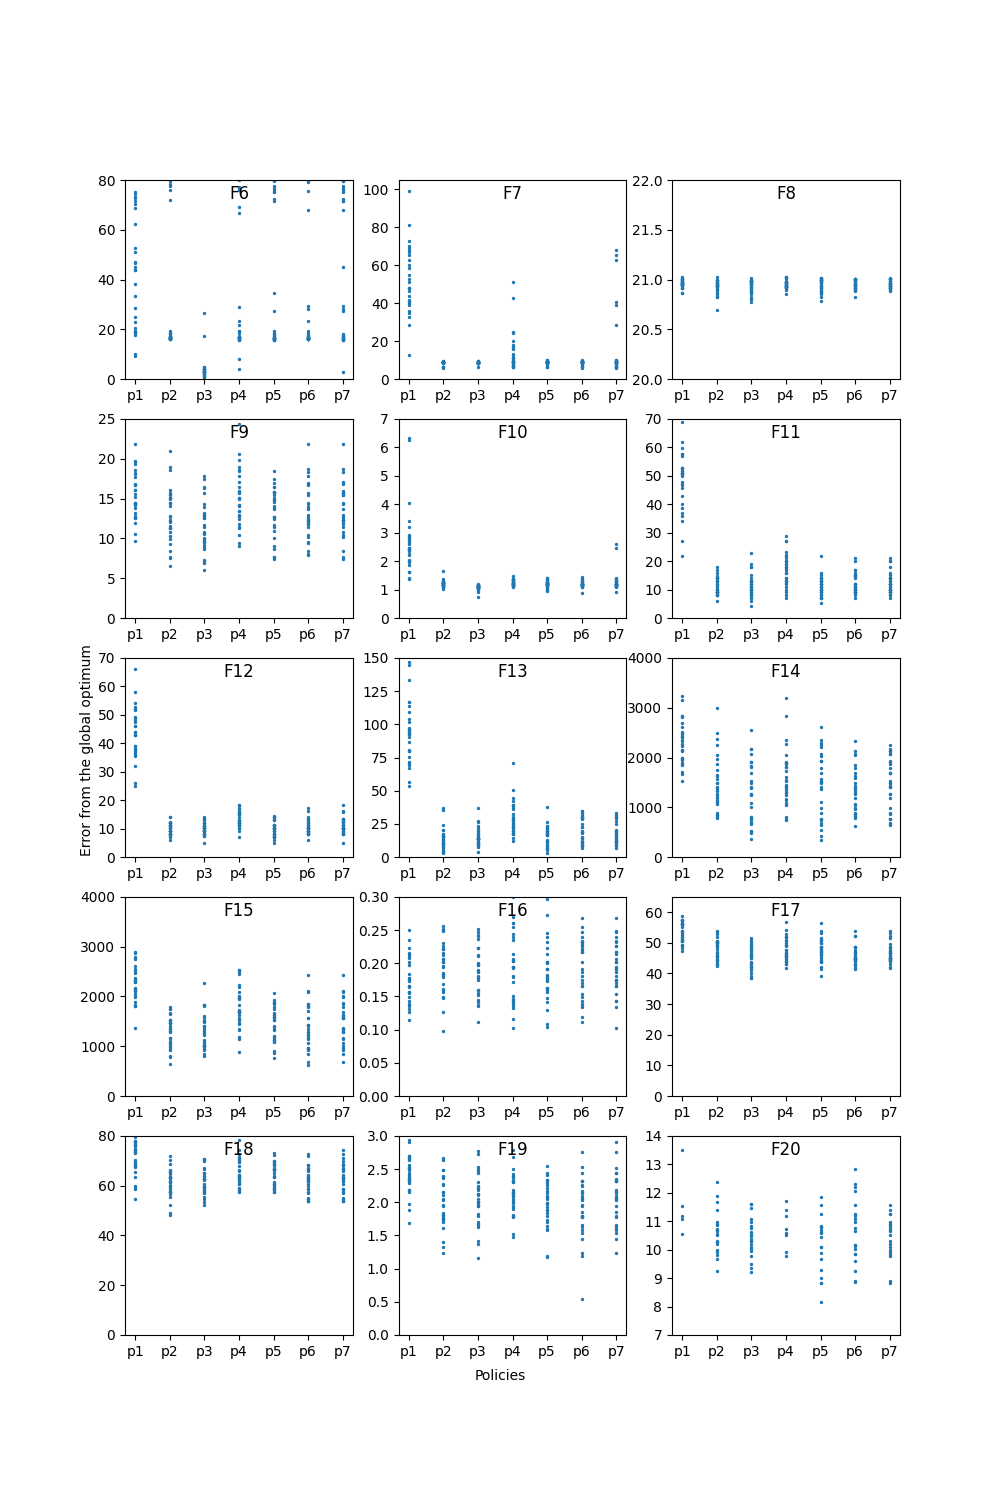 F6 F7 F8
80 60 40 20 0
100 80 60 40 20 0
22.0 21.5 21.0 20.5 20.0
p1 p2 p3 p4 p5 p6 p7 p1 p2 p3 p4 p5 p6 p7 p1 p2 p3 p4 p5 p6 p7
F9 F10 F11
25 20 15 10 5 0
7 6 5 4 3 2 1 0
70 60 50 40 30 20 10 0
p1 p2 p3 p4 p5 p6 p7 p1 p2 p3 p4 p5 p6 p7 p1 p2 p3 p4 p5 p6 p7
Error from the global optimum
F12 F13 F14
70 60 50 40 30 20 10 0
150 125 100 75 50 25 0
4000 3000 2000 1000 0
p1 p2 p3 p4 p5 p6 p7 p1 p2 p3 p4 p5 p6 p7 p1 p2 p3 p4 p5 p6 p7
F15 F16 F17
4000 3000 2000 1000 0
0.30 0.25 0.20 0.15 0.10 0.05 0.00
60 50 40 30 20 10 0
p1 p2 p3 p4 p5 p6 p7 p1 p2 p3 p4 p5 p6 p7 p1 p2 p3 p4 p5 p6 p7
F18 F19 F20
80 60 40 20 0
3.0 2.5 2.0 1.5 1.0 0.5 0.0
14 13 12 11 10 9 8 7
p1 p2 p3 p4 p5 p6 p7 p1 p2 p3 p4 p5 p6 p7 p1 p2 p3 p4 p5 p6 p7
Policies